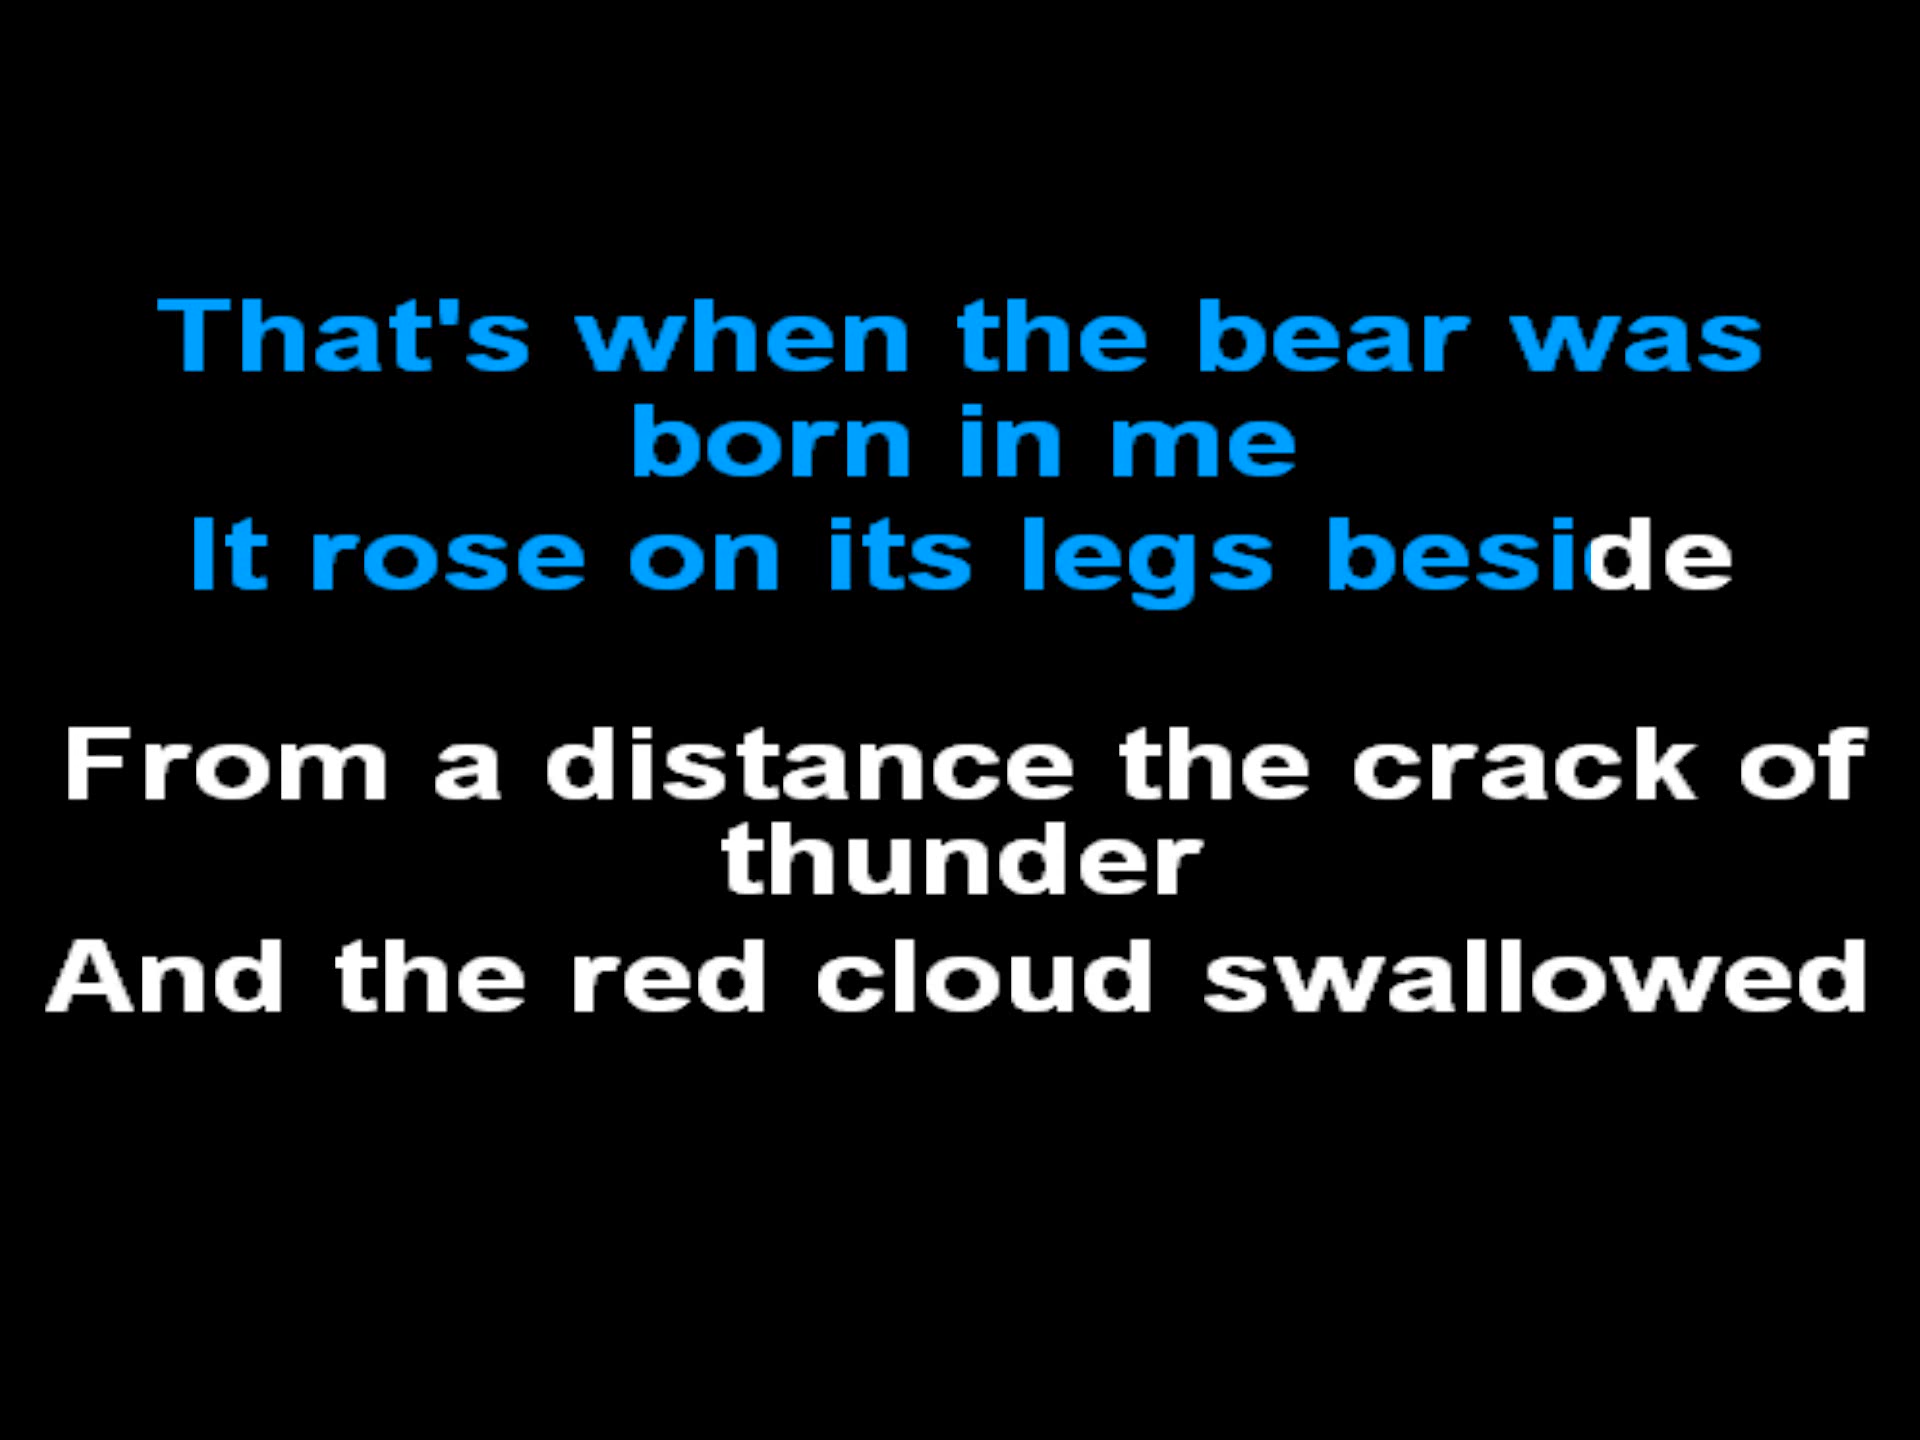 That's when the bear was
born in me
It rose on its legs beside
From a distance the crack of
thunder
And the red cloud swallowed